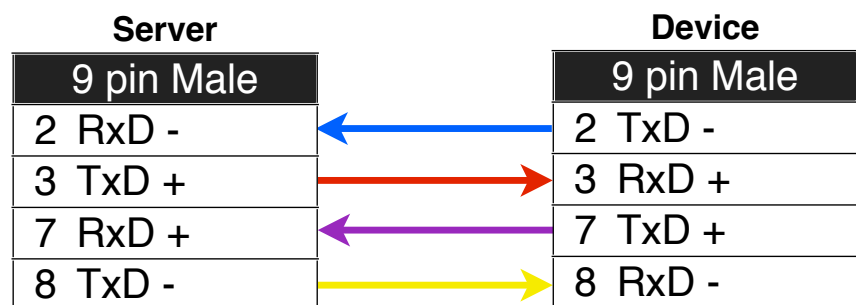 Server
Device
9 pin Male
9 pin Male
2 RxD -
2 TxD -
3 TxD +
3 RxD +
7 RxD +
7 TxD +
8 TxD -
8 RxD -